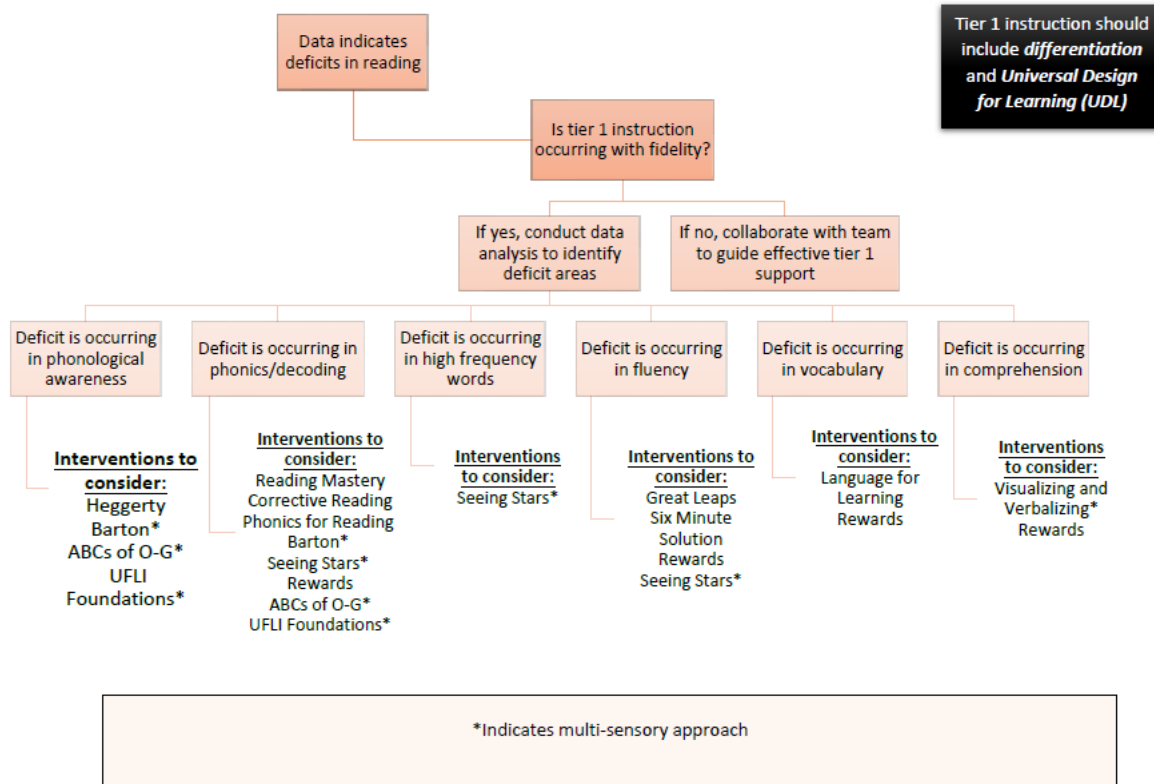 Data indicates
deficits in reading
Tier 1 instruction should
include differentiation
and Universal Design
for Learning (UDL)
Is tier 1 instruction
occurring with fidelity?
If yes, conduct data
analysis to identify
deficit areas
If no, collaborate with team
to guide effective tier 1
support
Deficit is occurring
in phonological
awareness
Deficit is occurring in
phonics/decoding
Deficit is occurring
in high frequency
words
Deficit is occurring
in fluency
Deficit is occurring
in vocabulary
Deficit is occurring
in comprehension
Interventions to
consider:
Heggerty
Barton*
ABCs of O-G*
UFLI
Foundations*
Interventions to
consider:
Reading Mastery
Corrective Reading
Phonics for Reading
Barton*
Seeing Stars*
Rewards
ABCs of O-G*
UFLI Foundations*
Interventions
to consider:
Seeing Stars*
Interventions to
consider:
Great Leaps
Six Minute
Solution
Rewards
Seeing Stars*
Interventions to
consider:
Language for
Learning
Rewards
Interventions
to consider:
Visualizing and
Verbalizing*
Rewards
*Indicates multi-sensory approach